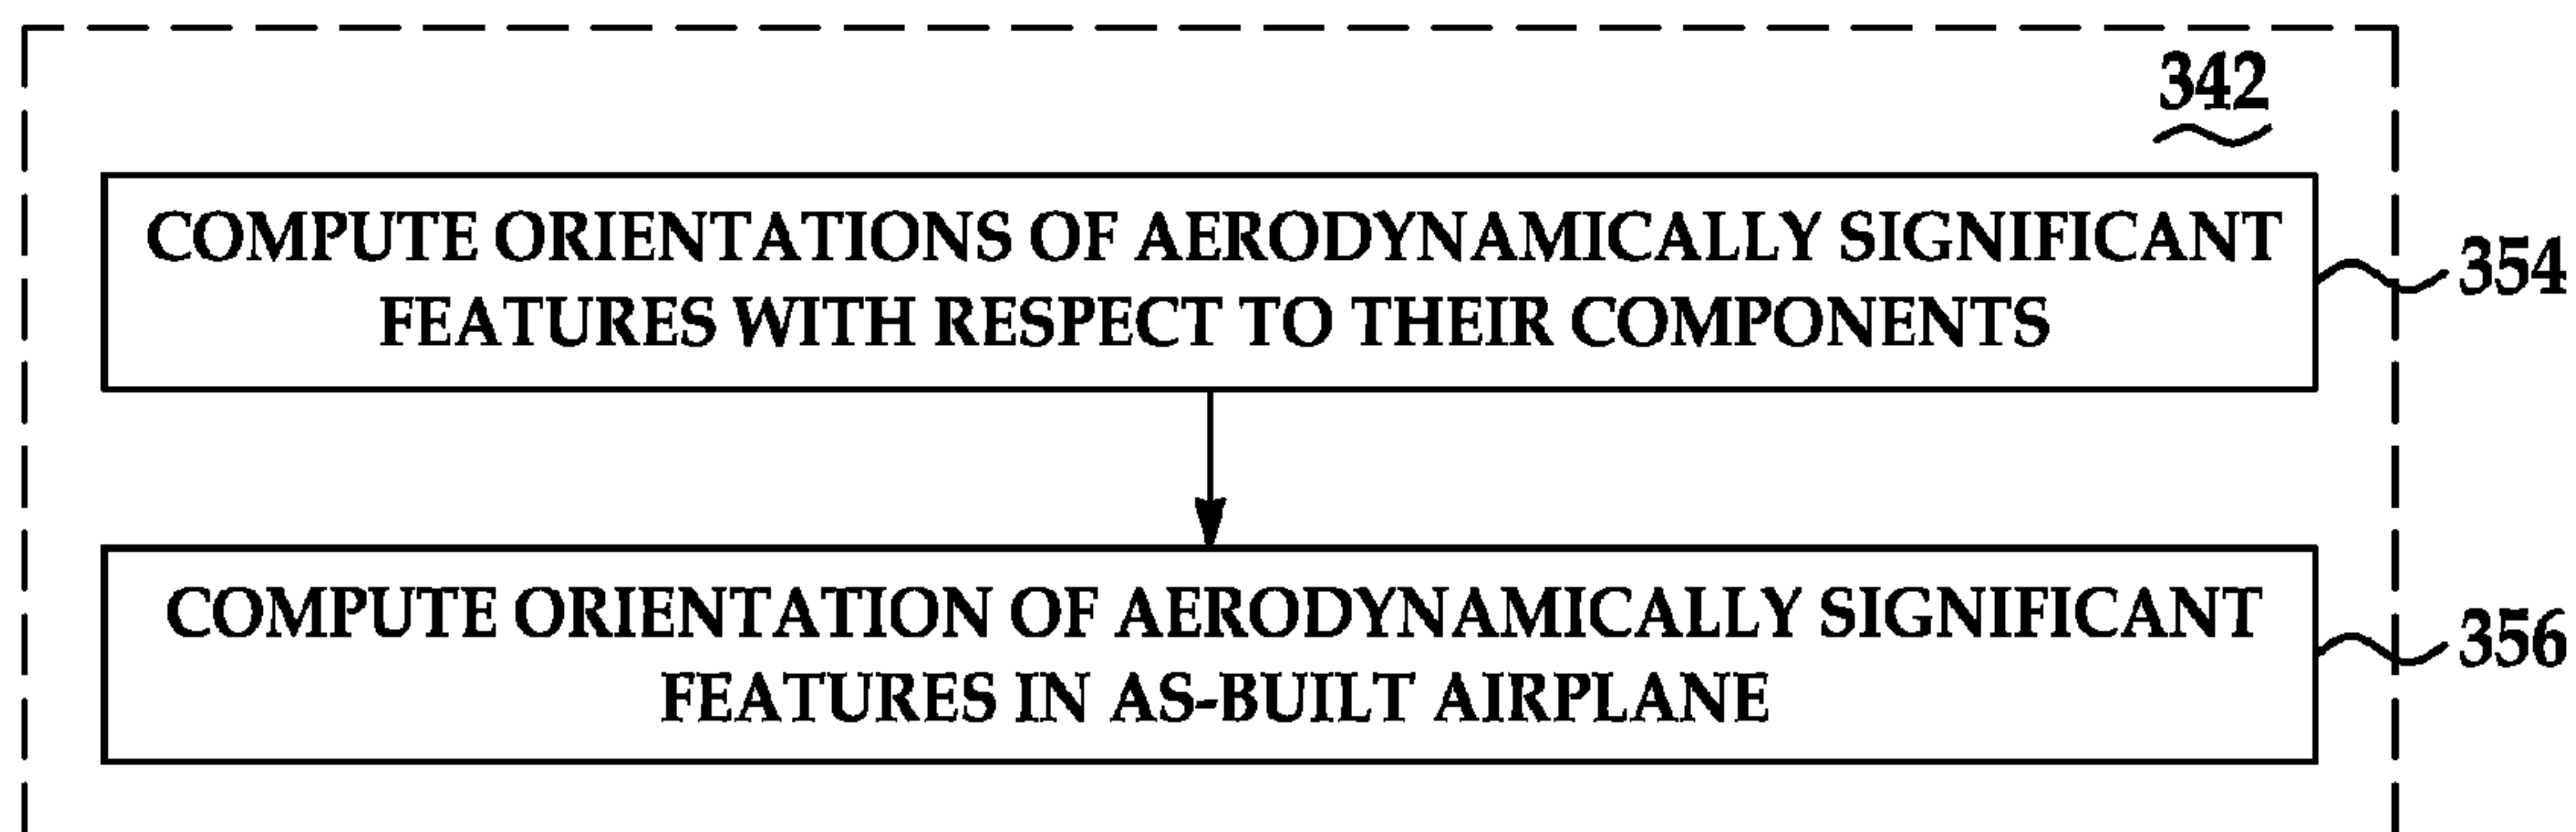 342
COMPUTE ORIENTATIONS OF AERODYNAMICALLY SIGNIFICANT
FEATURES WITH RESPECT TO THEIR COMPONENTS
354
COMPUTE ORIENTATION OF AERODYNAMICALLY SIGNIFICANT
FEATURES IN AS-BUILT AIRPLANE
356